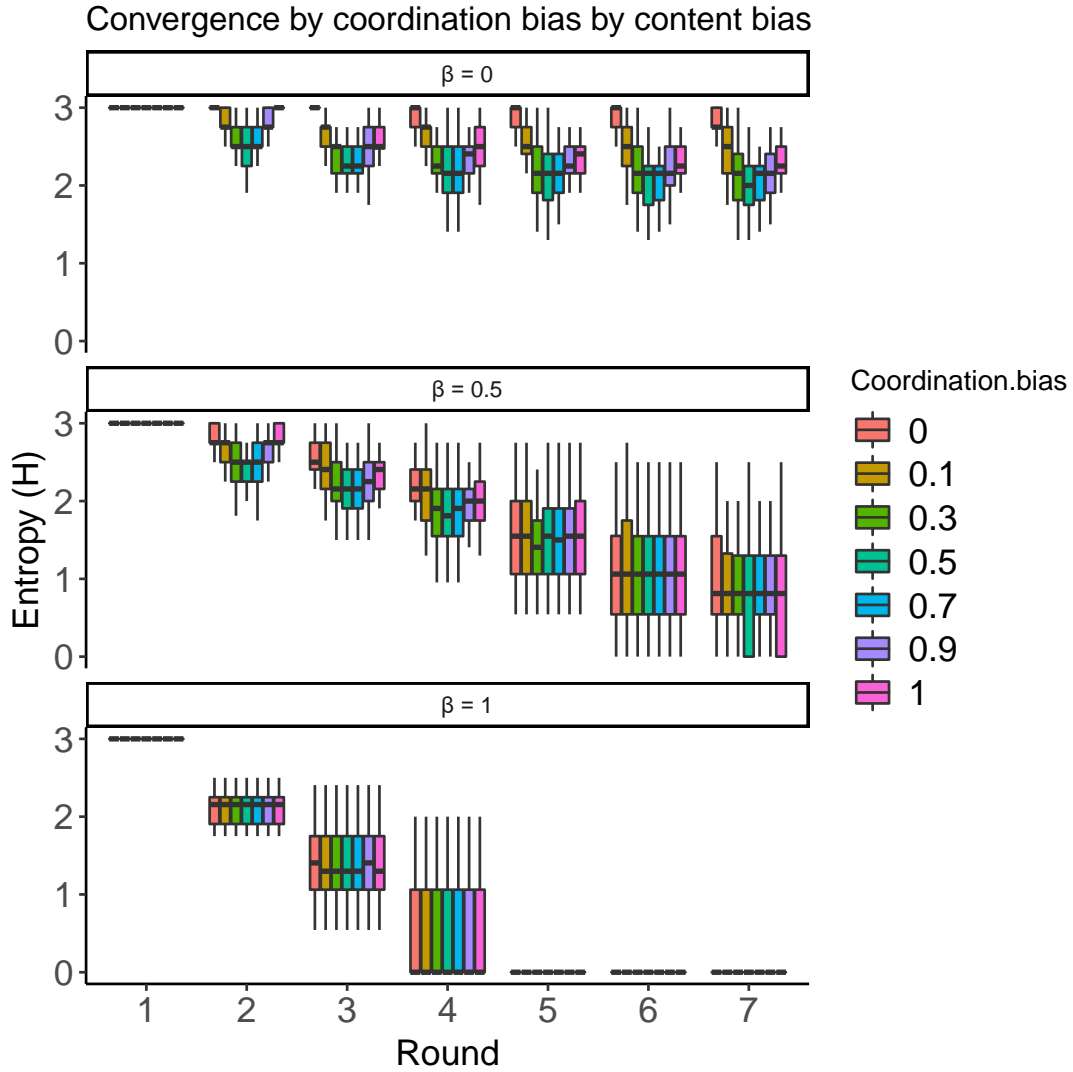 Convergence by coordination bias by content bias
β = 0
3
2
1
0
β = 0.5
3
2
1
0
β = 1
3
2
1
0
1 2 3 4 5 6 7
Round
Entropy (H)
Coordination.bias
0
0.1
0.3
0.5
0.7
0.9
1